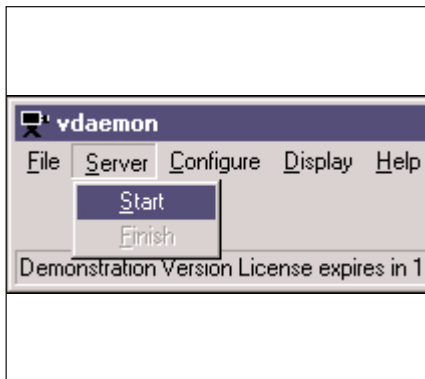 vdaemon
File Server Configure Display Help
Start
Finish
Demonstration Version License expires in 1